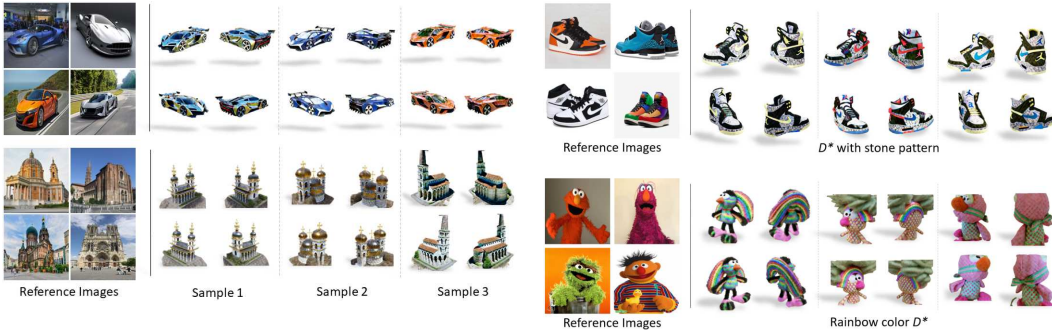 Reference Images
Sample 1
Sample 2
Sample 3
Reference Images
D* with stone pattern
Reference Images
Rainbow color D*